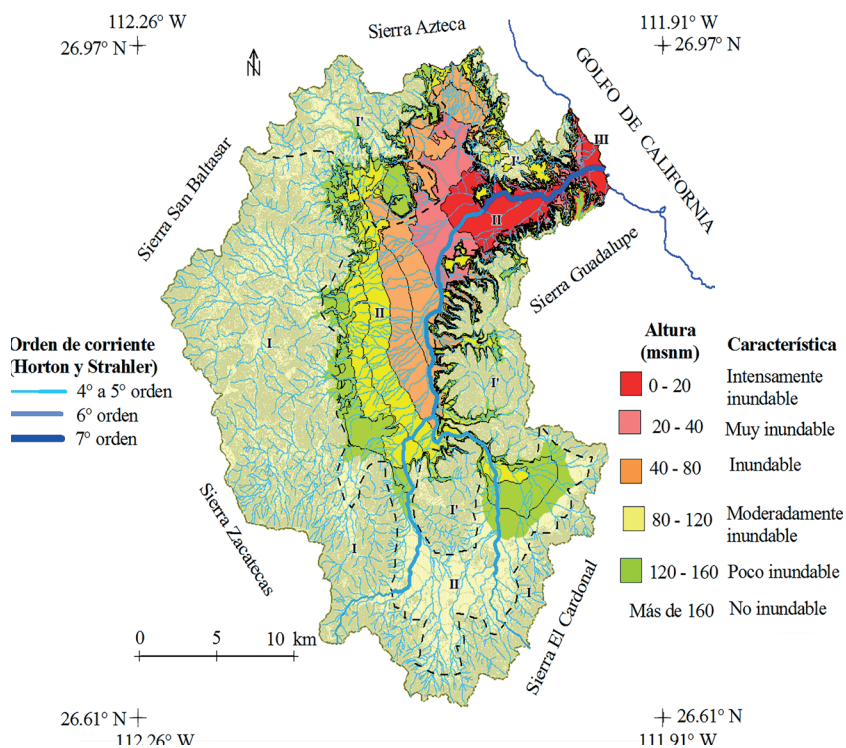 112.26° W
111.91° W
26.97° N
26.97° N
Sierra Azteca
N
GOLFO DE CALIFORNIA
Sierra San Baltasar
I'
I'
III
II
Sierra Guadalupe
II
I
I'
Orden de corriente
(Horton y Strahler)
4° a 5° orden
6° orden
7° orden
Altura
(msnm)
Característica
0 - 20
Intensamente
inundable
20 - 40
Muy inundable
40 - 80
Inundable
80 - 120
Moderadamente
inundable
120 - 160
Poco inundable
Más de 160
No inundable
Sierra Zacatecas
I'
I
II
I
Sierra El Cardonal
0
5
10 km
26.61° N
26.61° N
112.26° W
111.91° W